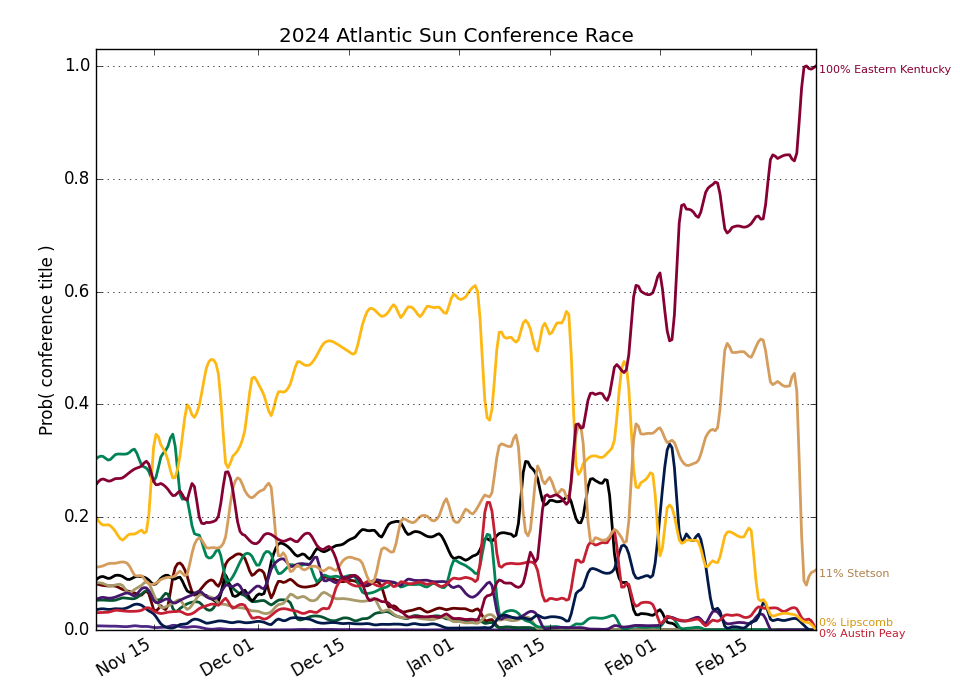 2024 Atlantic Sun Conference Race
Prob( conference title )
1.0
0.8
0.6
0.4
0.2
0.0
Nov 15
Dec 01
Dec 15
Jan 01
Jan 15
Feb 01
Feb 15
100% Eastern Kentucky
11% Stetson
0% Lipscomb
0% Austin Peay